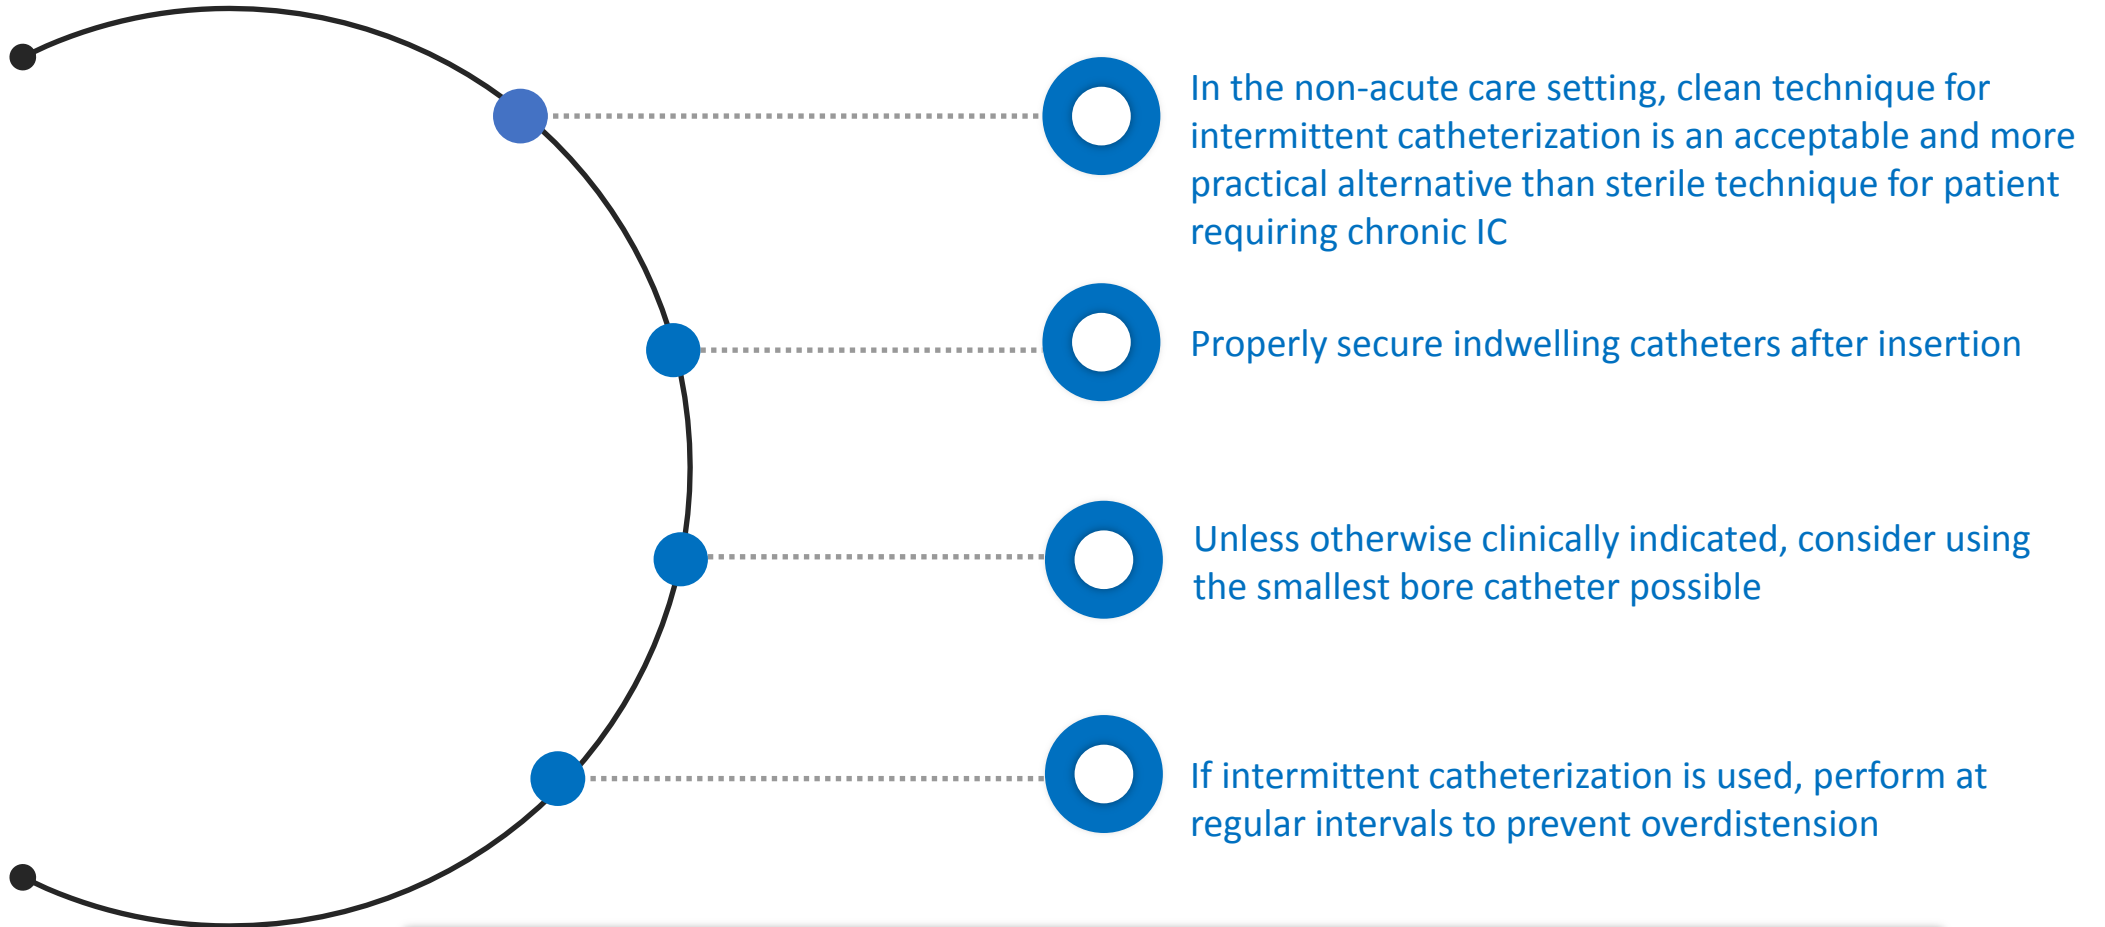 In the non-acute care setting, clean technique for
intermittent catheterization is an acceptable and more
practical alternative than sterile technique for patient
requiring chronic IC
Properly secure indwelling catheters after insertion
Unless otherwise clinically indicated, consider using
the smallest bore catheter possible
If intermittent catheterization is used, perform at
regular intervals to prevent overdistension